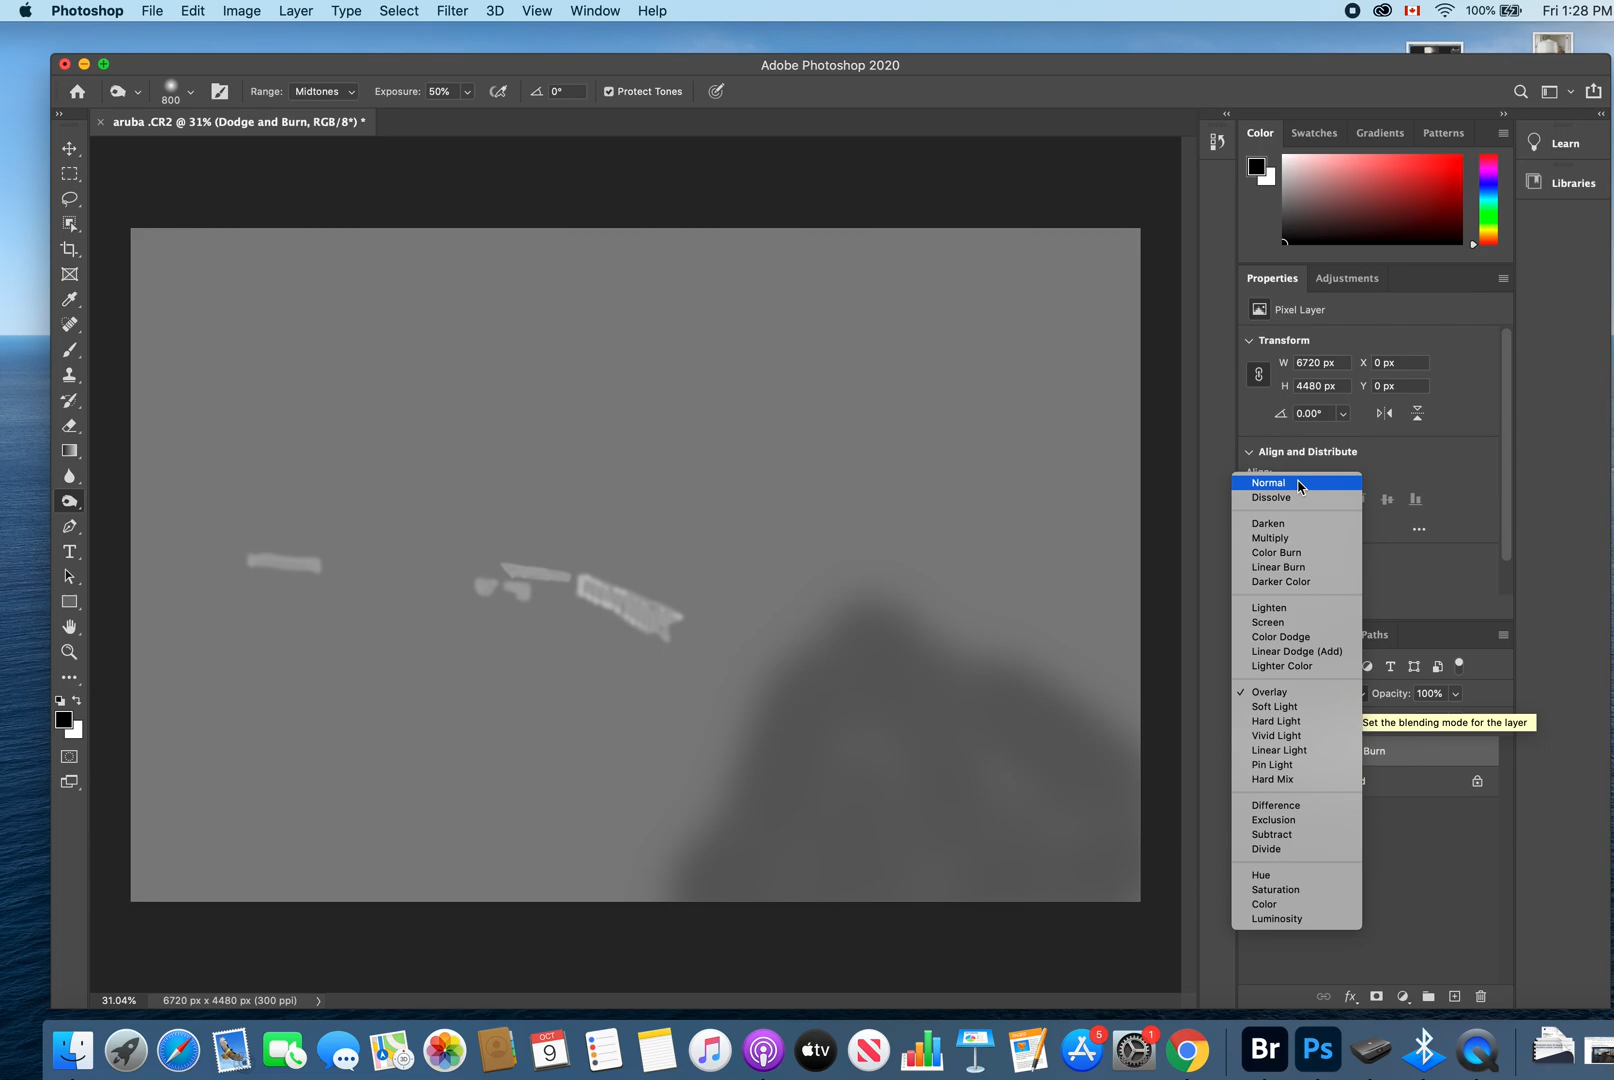 Photoshop File Edit Image Layer Type Select Filter 3D View Window Help 100% Fri 1:28 PM
Adobe Photoshop 2020
800 Range: Midtones Exposure: 50% 0° Protect Tones
× aruba .CR2 @ 31% (Dodge and Burn, RGB/8*) *
Color Swatches Gradients Patterns
Learn
Libraries
Properties Adjustments
Pixel Layer
Transform
W 6720 px X 0 px
H 4480 px Y 0 px
0.00°
Align and Distribute
Align:
Normal
Dissolve
Darken
Multiply
Color Burn
Linear Burn
Darker Color
Lighten
Screen
Color Dodge
Linear Dodge (Add)
Lighter Color
Overlay
Soft Light
Hard Light
Vivid Light
Linear Light
Pin Light
Hard Mix
Difference
Exclusion
Subtract
Divide
Hue
Saturation
Color
Luminosity
Paths
Opacity: 100%
Set the blending mode for the layer
Burn
31.04% 6720 px x 4480 px (300 ppi)
OCT
9
3D
tv
5
1
Br
Ps